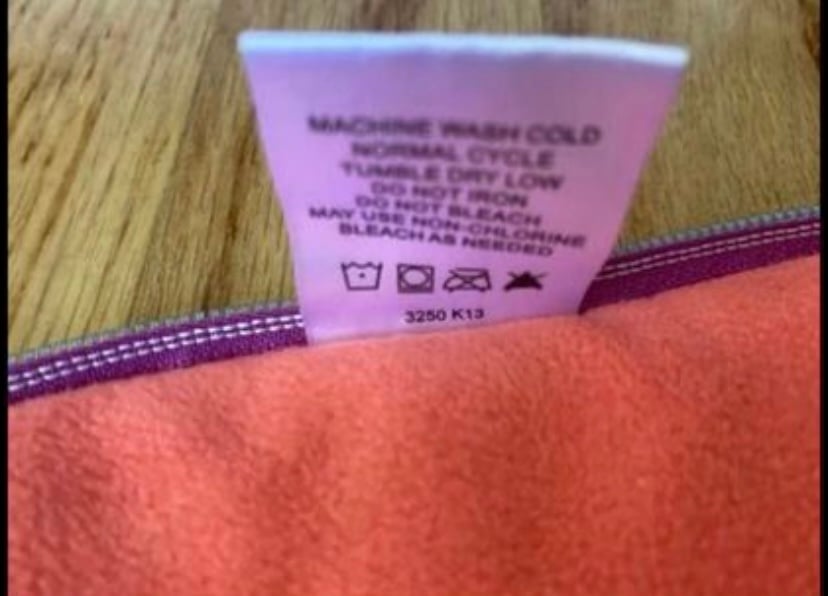 MACHINE WASH COLD
NORMAL CYCLE
TUMBLE DRY LOW
DO NOT IRON
DO NOT BLEACH
MAY USE NON-CHLORINE
BLEACH AS NEEDED
3250 K13